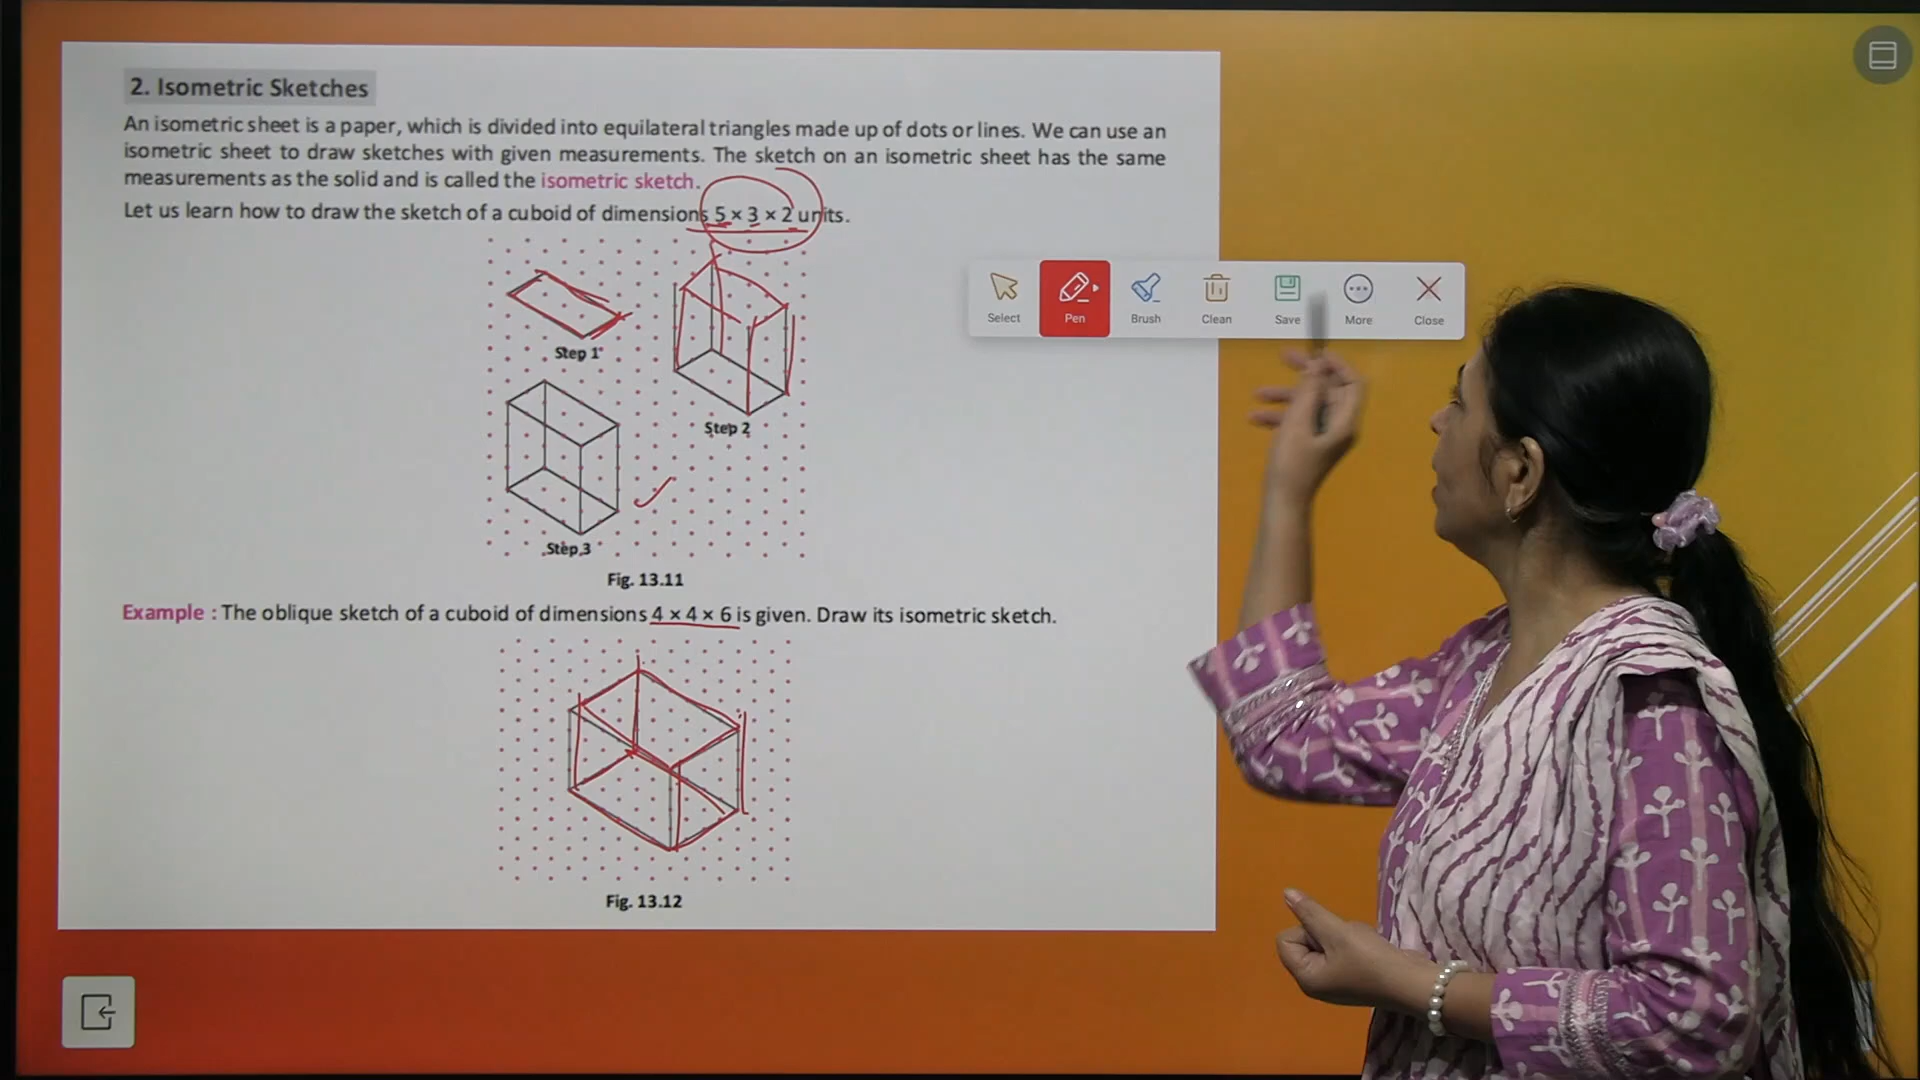 2. Isometric Sketches
An isometric sheet is a paper, which is divided into equilateral triangles made up of dots or lines. We can use an
isometric sheet to draw sketches with given measurements. The sketch on an isometric sheet has the same
measurements as the solid and is called the isometric sketch.
Let us learn how to draw the sketch of a cuboid of dimensions 5 × 3 × 2 units.
Select
Pen
Brush
Clean
Save
More
Close
Step 1
Step 2
Step 3
Fig. 13.11
Example : The oblique sketch of a cuboid of dimensions 4 × 4 × 6 is given. Draw its isometric sketch.
Fig. 13.12